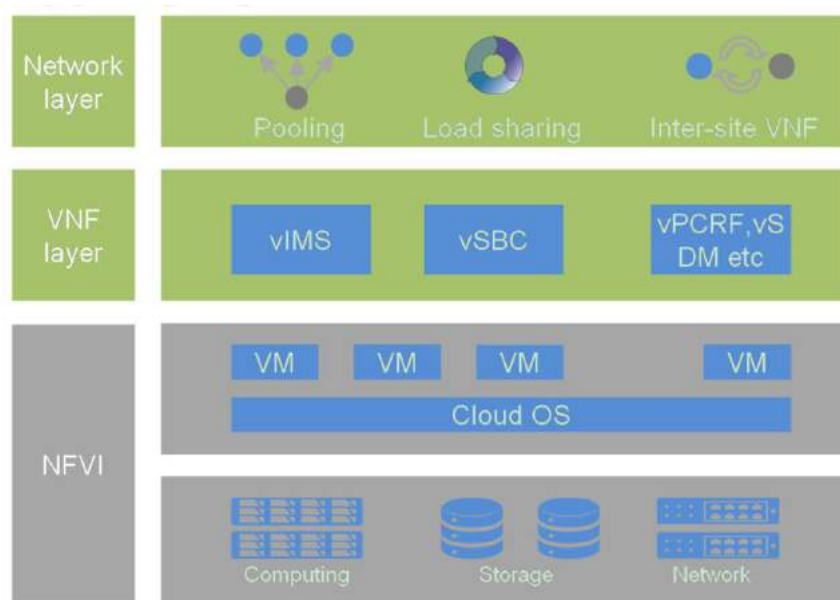 Network
layer
Pooling
Load sharing
Inter-site VNF
VNF
layer
vIMS
vSBC
vPCRF,vS
DM etc
NFVI
VM
VM
VM
VM
Cloud OS
Computing
Storage
Network